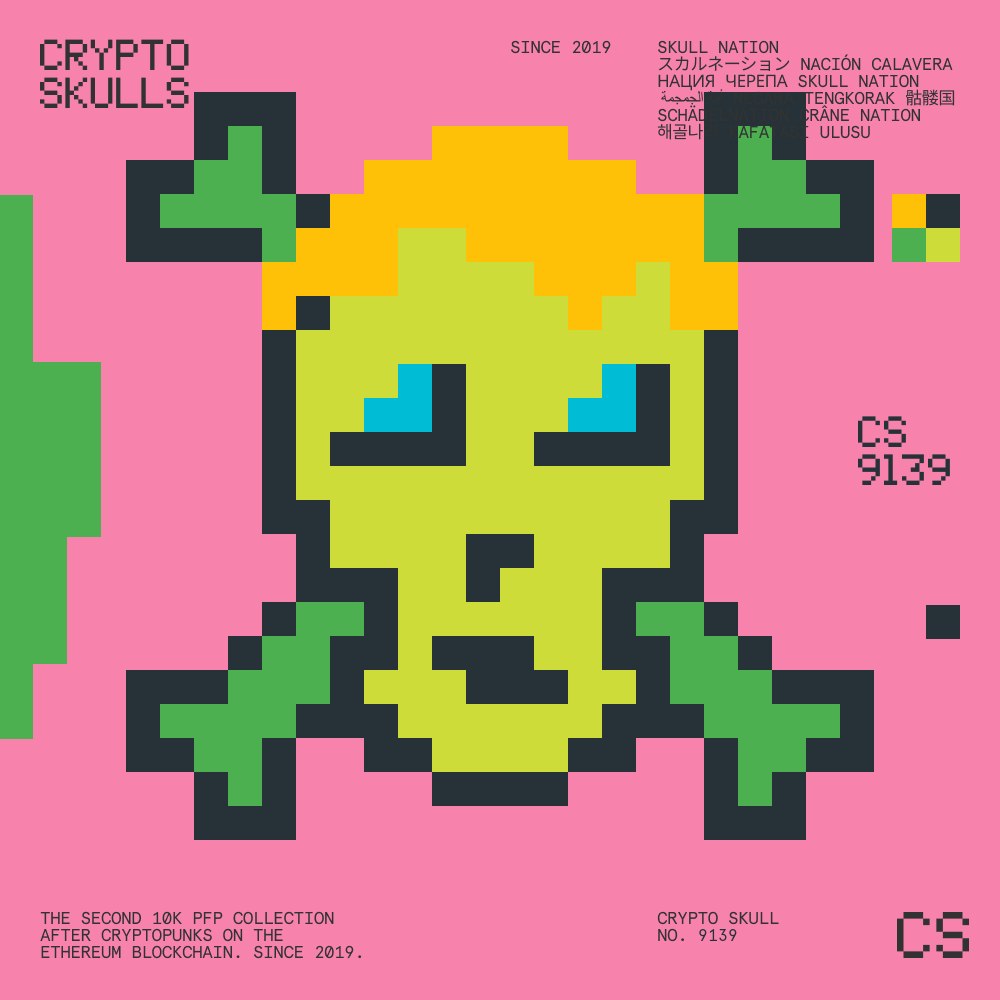 CRYPTO
SKULLS
SINCE 2019
SKULL NATION
スカルネーション NACIÓN CALAVERA
НАЦИЯ ЧЕРЕПА SKULL NATION
TENGKORAK 骷髅国
CRÂNE NATION
해골 ULUSU
CS
9139
THE SECOND 10K PFP COLLECTION
AFTER CRYPTOPUNKS ON THE
ETHEREUM BLOCKCHAIN. SINCE 2019.
CRYPTO SKULL
NO. 9139
CS